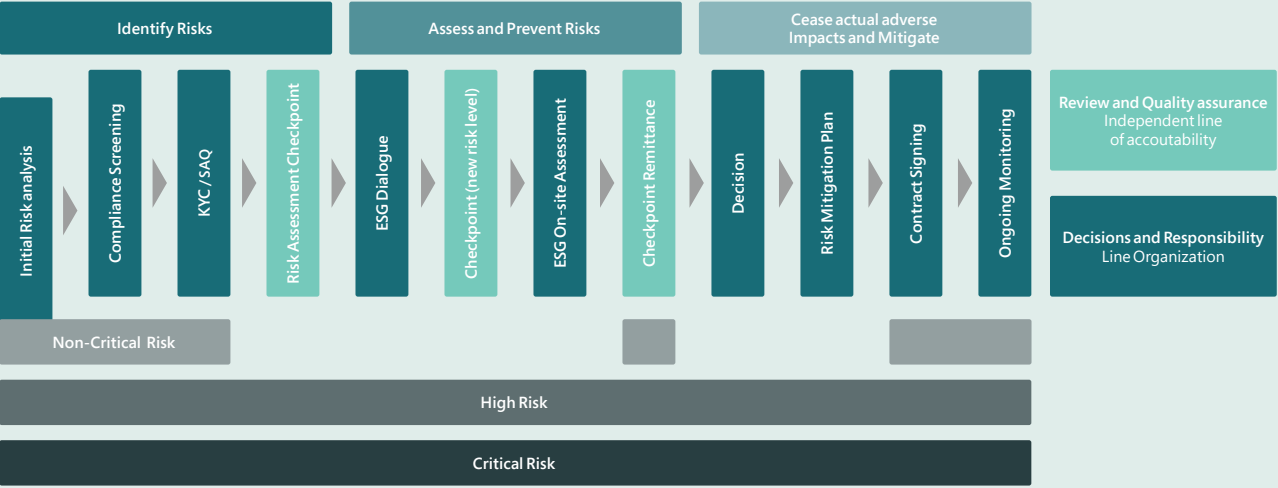 Identify Risks
Assess and Prevent Risks
Cease actual adverse
Impacts and Mitigate
Initial Risk analysis
Compliance Screening
KYC / SAQ
Risk Assessment Checkpoint
ESG Dialogue
Checkpoint (new risk level)
ESG On-site Assessment
Checkpoint Remittance
Decision
Risk Mitigation Plan
Contract Signing
Ongoing Monitoring
Review and Quality assurance
Independent line
of accoutability
Decisions and Responsibility
Line Organization
Non-Critical Risk
High Risk
Critical Risk